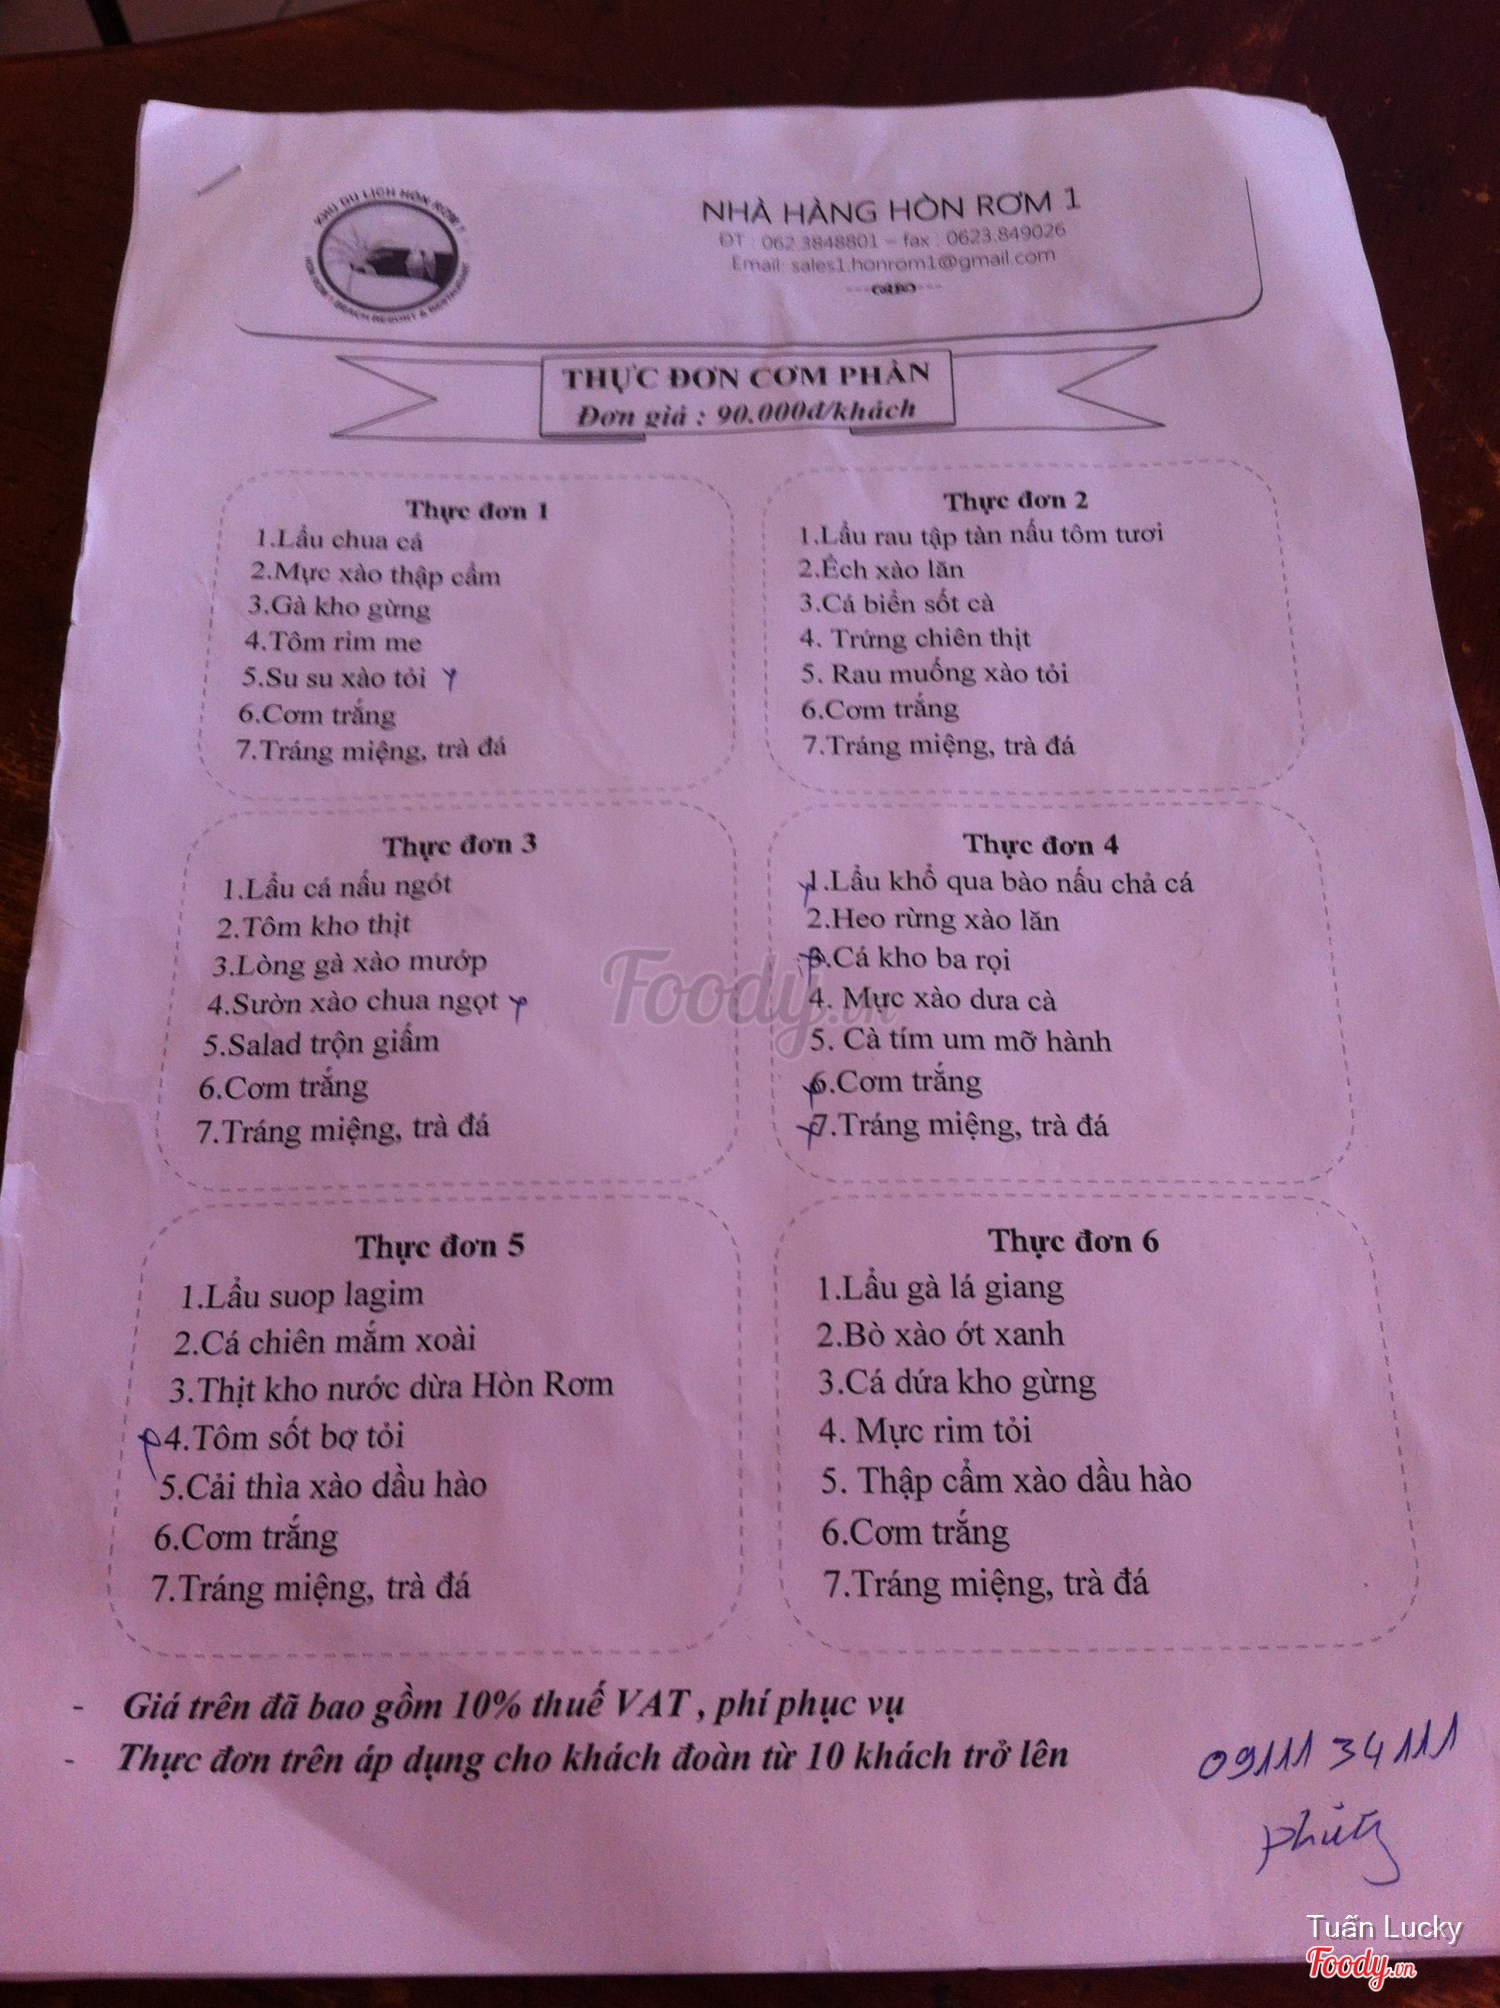 KHU DU LỊCH HÒN RƠM 1
HON ROM 1 BEACH RESORT & RESTAURANT
NHÀ HÀNG HÒN RƠM 1
ĐT : 062.3848801 – fax : 0623.849026
Email: sales1.honrom1@gmail.com
THỰC ĐƠN CƠM PHẦN
Đơn giá : 90.000đ/khách
Thực đơn 1
1.Lẩu chua cá
2.Mực xào thập cẩm
3.Gà kho gừng
4.Tôm rim me
5.Su su xào tỏi
6.Cơm trắng
7.Tráng miệng, trà đá
Thực đơn 2
1.Lẩu rau tập tàn nấu tôm tươi
2.Ếch xào lăn
3.Cá biển sốt cà
4. Trứng chiên thịt
5. Rau muống xào tỏi
6.Cơm trắng
7.Tráng miệng, trà đá
Thực đơn 3
1.Lẩu cá nấu ngót
2.Tôm kho thịt
3.Lòng gà xào mướp
4.Sườn xào chua ngọt
5.Salad trộn giấm
6.Cơm trắng
7.Tráng miệng, trà đá
Thực đơn 4
1.Lẩu khổ qua bào nấu chả cá
2.Heo rừng xào lăn
3.Cá kho ba rọi
4. Mực xào dưa cà
5. Cà tím um mỡ hành
6.Cơm trắng
7.Tráng miệng, trà đá
Foody.vn
Thực đơn 5
1.Lẩu suop lagim
2.Cá chiên mắm xoài
3.Thịt kho nước dừa Hòn Rơm
4.Tôm sốt bơ tỏi
5.Cải thìa xào dầu hào
6.Cơm trắng
7.Tráng miệng, trà đá
Thực đơn 6
1.Lẩu gà lá giang
2.Bò xào ớt xanh
3.Cá dứa kho gừng
4. Mực rim tỏi
5. Thập cẩm xào dầu hào
6.Cơm trắng
7.Tráng miệng, trà đá
- Giá trên đã bao gồm 10% thuế VAT , phí phục vụ
- Thực đơn trên áp dụng cho khách đoàn từ 10 khách trở lên
0911134111
Tuấn Lucky
Foody.vn